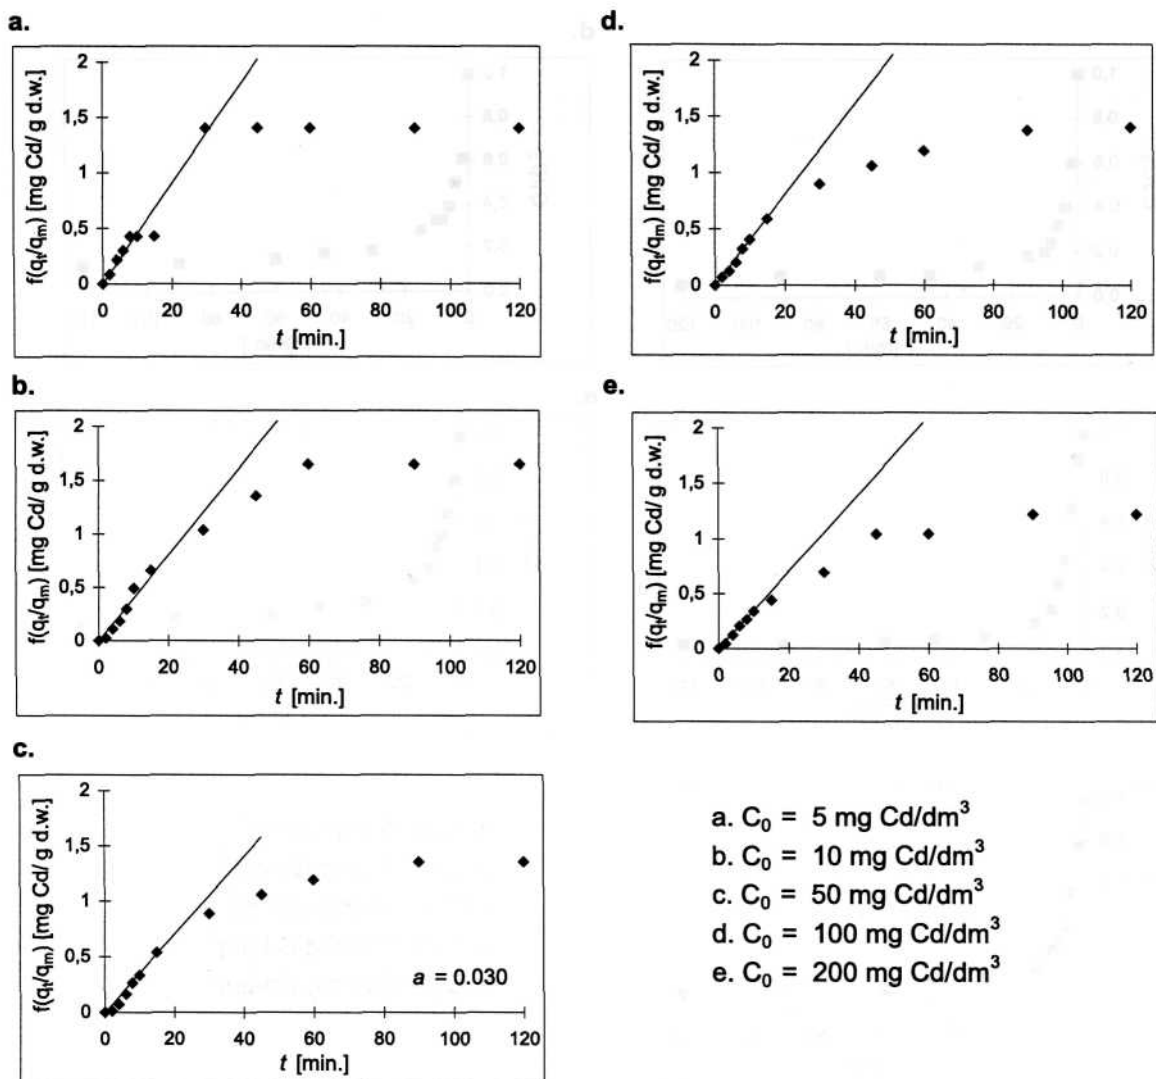 a.
f(qt/qm) [mg Cd/ g d.w.]
2
1,5
1
0,5
0
0 20 40 60 80 100 120
t [min.]
b.
f(qt/qm) [mg Cd/ g d.w.]
2
1,5
1
0,5
0
0 20 40 60 80 100 120
t [min.]
c.
f(qt/qm) [mg Cd/ g d.w.]
2
1,5
1
0,5
0
a = 0.030
0 20 40 60 80 100 120
t [min.]
d.
f(qt/qm) [mg Cd/ g d.w.]
2
1,5
1
0,5
0
0 20 40 60 80 100 120
t [min.]
e.
f(qt/qm) [mg Cd/ g d.w.]
2
1,5
1
0,5
0
0 20 40 60 80 100 120
t [min.]
a. C₀ = 5 mg Cd/dm³
b. C₀ = 10 mg Cd/dm³
c. C₀ = 50 mg Cd/dm³
d. C₀ = 100 mg Cd/dm³
e. C₀ = 200 mg Cd/dm³